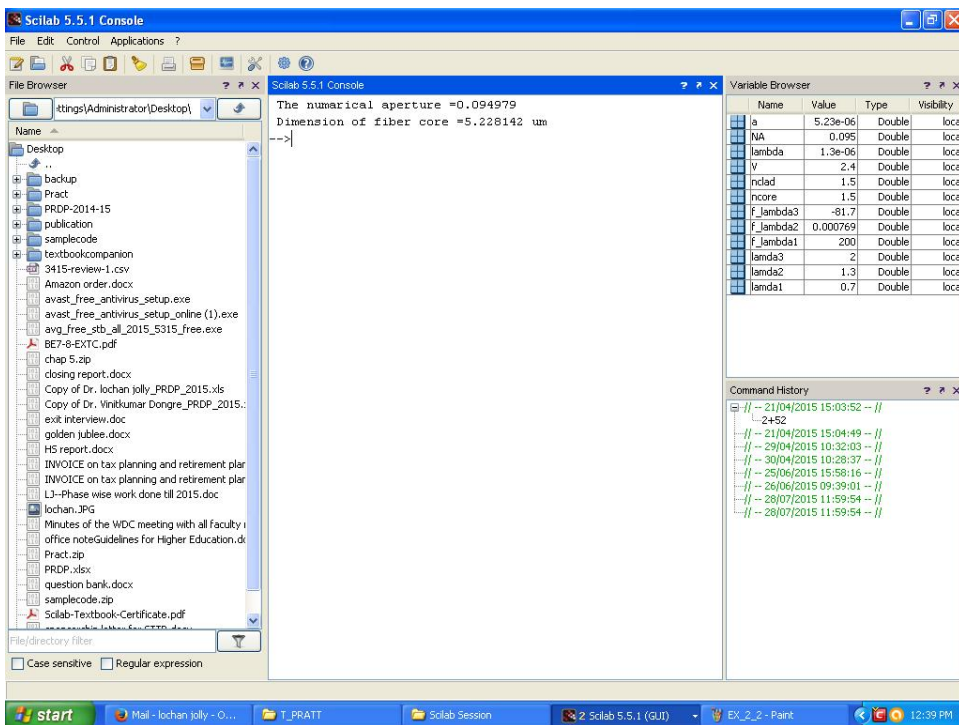 Scilab 5.5.1 Console
File Edit Control Applications ?
File Browser
ttings\Administrator\Desktop\
Name
Desktop
..
backup
Pract
PRDP-2014-15
publication
samplecode
textbookcompanion
3415-review-1.csv
Amazon order.docx
avast_free_antivirus_setup.exe
avast_free_antivirus_setup_online (1).exe
avg_free_stb_all_2015_5315_free.exe
BE7-8-EXTC.pdf
chap 5.zip
closing report.docx
Copy of Dr. lochan jolly_PRDP_2015.xls
Copy of Dr. Vinitkumar Dongre_PRDP_2015.
exit interview.doc
golden jublee.docx
HS report.docx
INVOICE on tax planning and retirement plar
INVOICE on tax planning and retirement plar
LJ--Phase wise work done till 2015.doc
lochan.JPG
Minutes of the WDC meeting with all faculty
office noteGuidelines for Higher Education.d
Pract.zip
PRDP.xlsx
question bank.docx
samplecode.zip
Scilab-Textbook-Certificate.pdf
File/directory filter
Case sensitive Regular expression
Scilab 5.5.1 Console
The numarical aperture =0.094979
Dimension of fiber core =5.228142 um
-->
Variable Browser
Name Value Type Visibility
a 5.23e-06 Double loca
NA 0.095 Double loca
lambda 1.3e-06 Double loca
V 2.4 Double loca
nclad 1.5 Double loca
ncore 1.5 Double loca
f_lambda3 -81.7 Double loca
f_lambda2 0.000769 Double loca
f_lambda1 200 Double loca
lamda3 2 Double loca
lamda2 1.3 Double loca
lamda1 0.7 Double loca
Command History
// -- 21/04/2015 15:03:52 -- //
2+52
// -- 21/04/2015 15:04:49 -- //
// -- 29/04/2015 10:32:03 -- //
// -- 30/04/2015 10:28:37 -- //
// -- 25/06/2015 15:58:16 -- //
// -- 26/06/2015 09:39:01 -- //
// -- 28/07/2015 11:59:54 -- //
// -- 28/07/2015 11:59:54 -- //
start Mail - lochan jolly - O... T_PRATT Scilab Session 2 Scilab 5.5.1 (GUI) EX_2_2 - Paint 12:39 PM